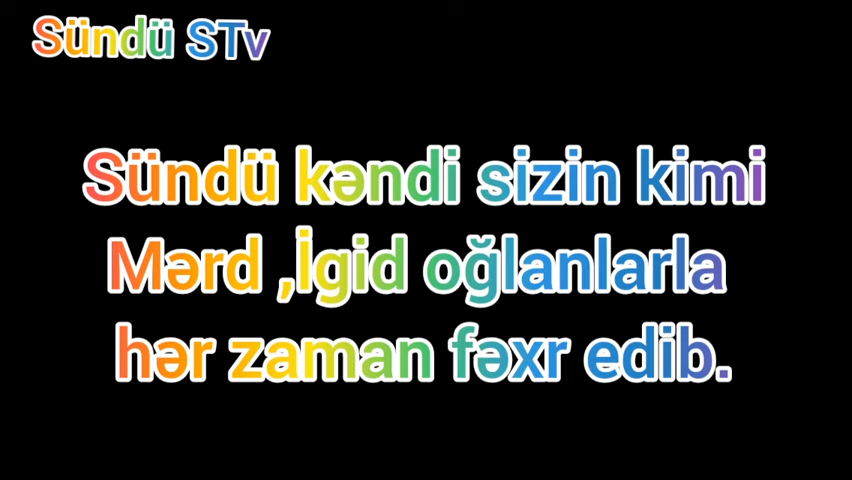 Sündü STv
Sündü kəndi sizin kimi
Mərd ,İgid oğlanlarla
hər zaman fəxr edib.